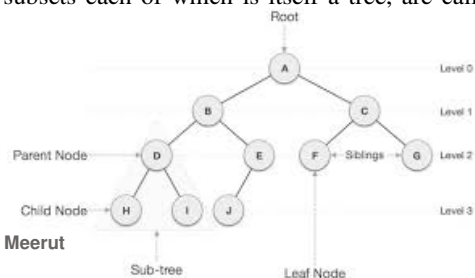 subsets each of which is itself a tree, are call
Root
A
Level 0
B
C
Level 1
Parent Node
D
E
F
Siblings
G
Level 2
Child Node
H
I
J
Level 3
Meerut
Sub-tree
Leaf Node